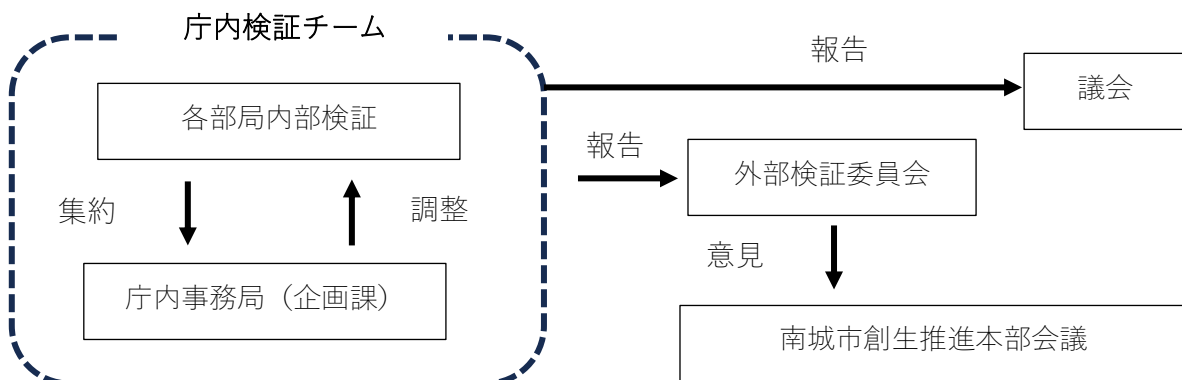 庁内検証チーム
報告
議会
各部局内部検証
報告
外部検証委員会
集約
調整
意見
庁内事務局（企画課）
南城市創生推進本部会議